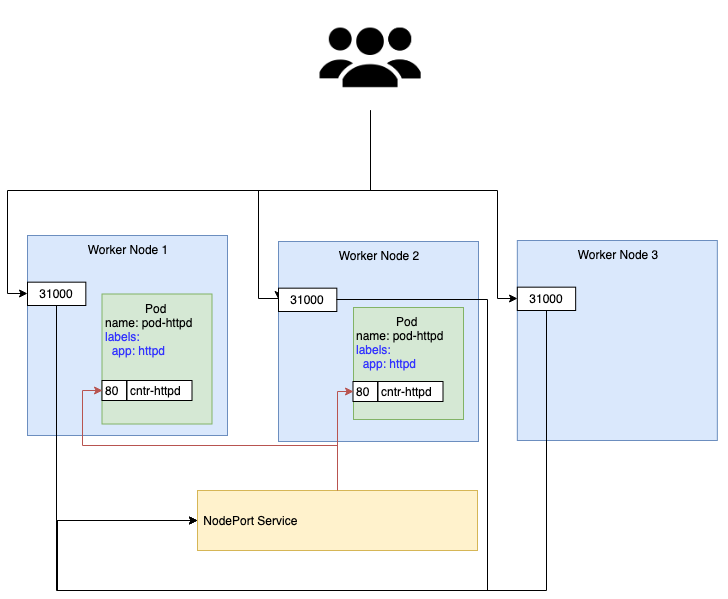 Worker Node 1
31000
Pod
name: pod-httpd
labels:
app: httpd
80 cntr-httpd
Worker Node 2
31000
Pod
name: pod-httpd
labels:
app: httpd
80 cntr-httpd
Worker Node 3
31000
NodePort Service